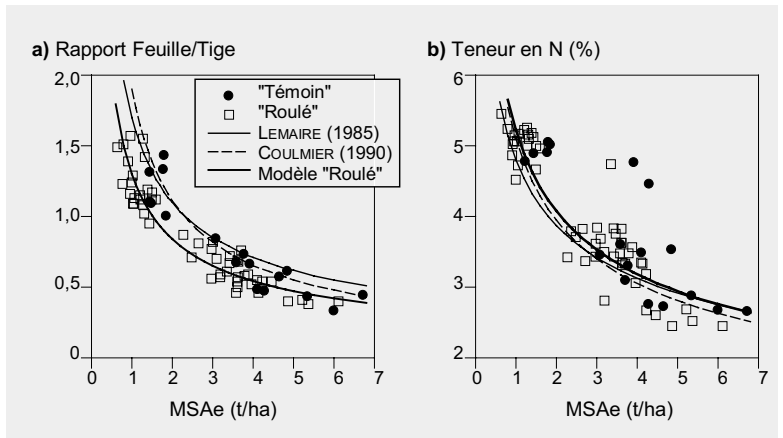 a) Rapport Feuille/Tige
2,0
1,5
1,0
0,5
0
0 1 2 3 4 5 6 7
MSAe (t/ha)
"Témoin"
"Roulé"
LEMAIRE (1985)
COULMIER (1990)
Modèle "Roulé"
b) Teneur en N (%)
6
5
4
3
2
0 1 2 3 4 5 6 7
MSAe (t/ha)